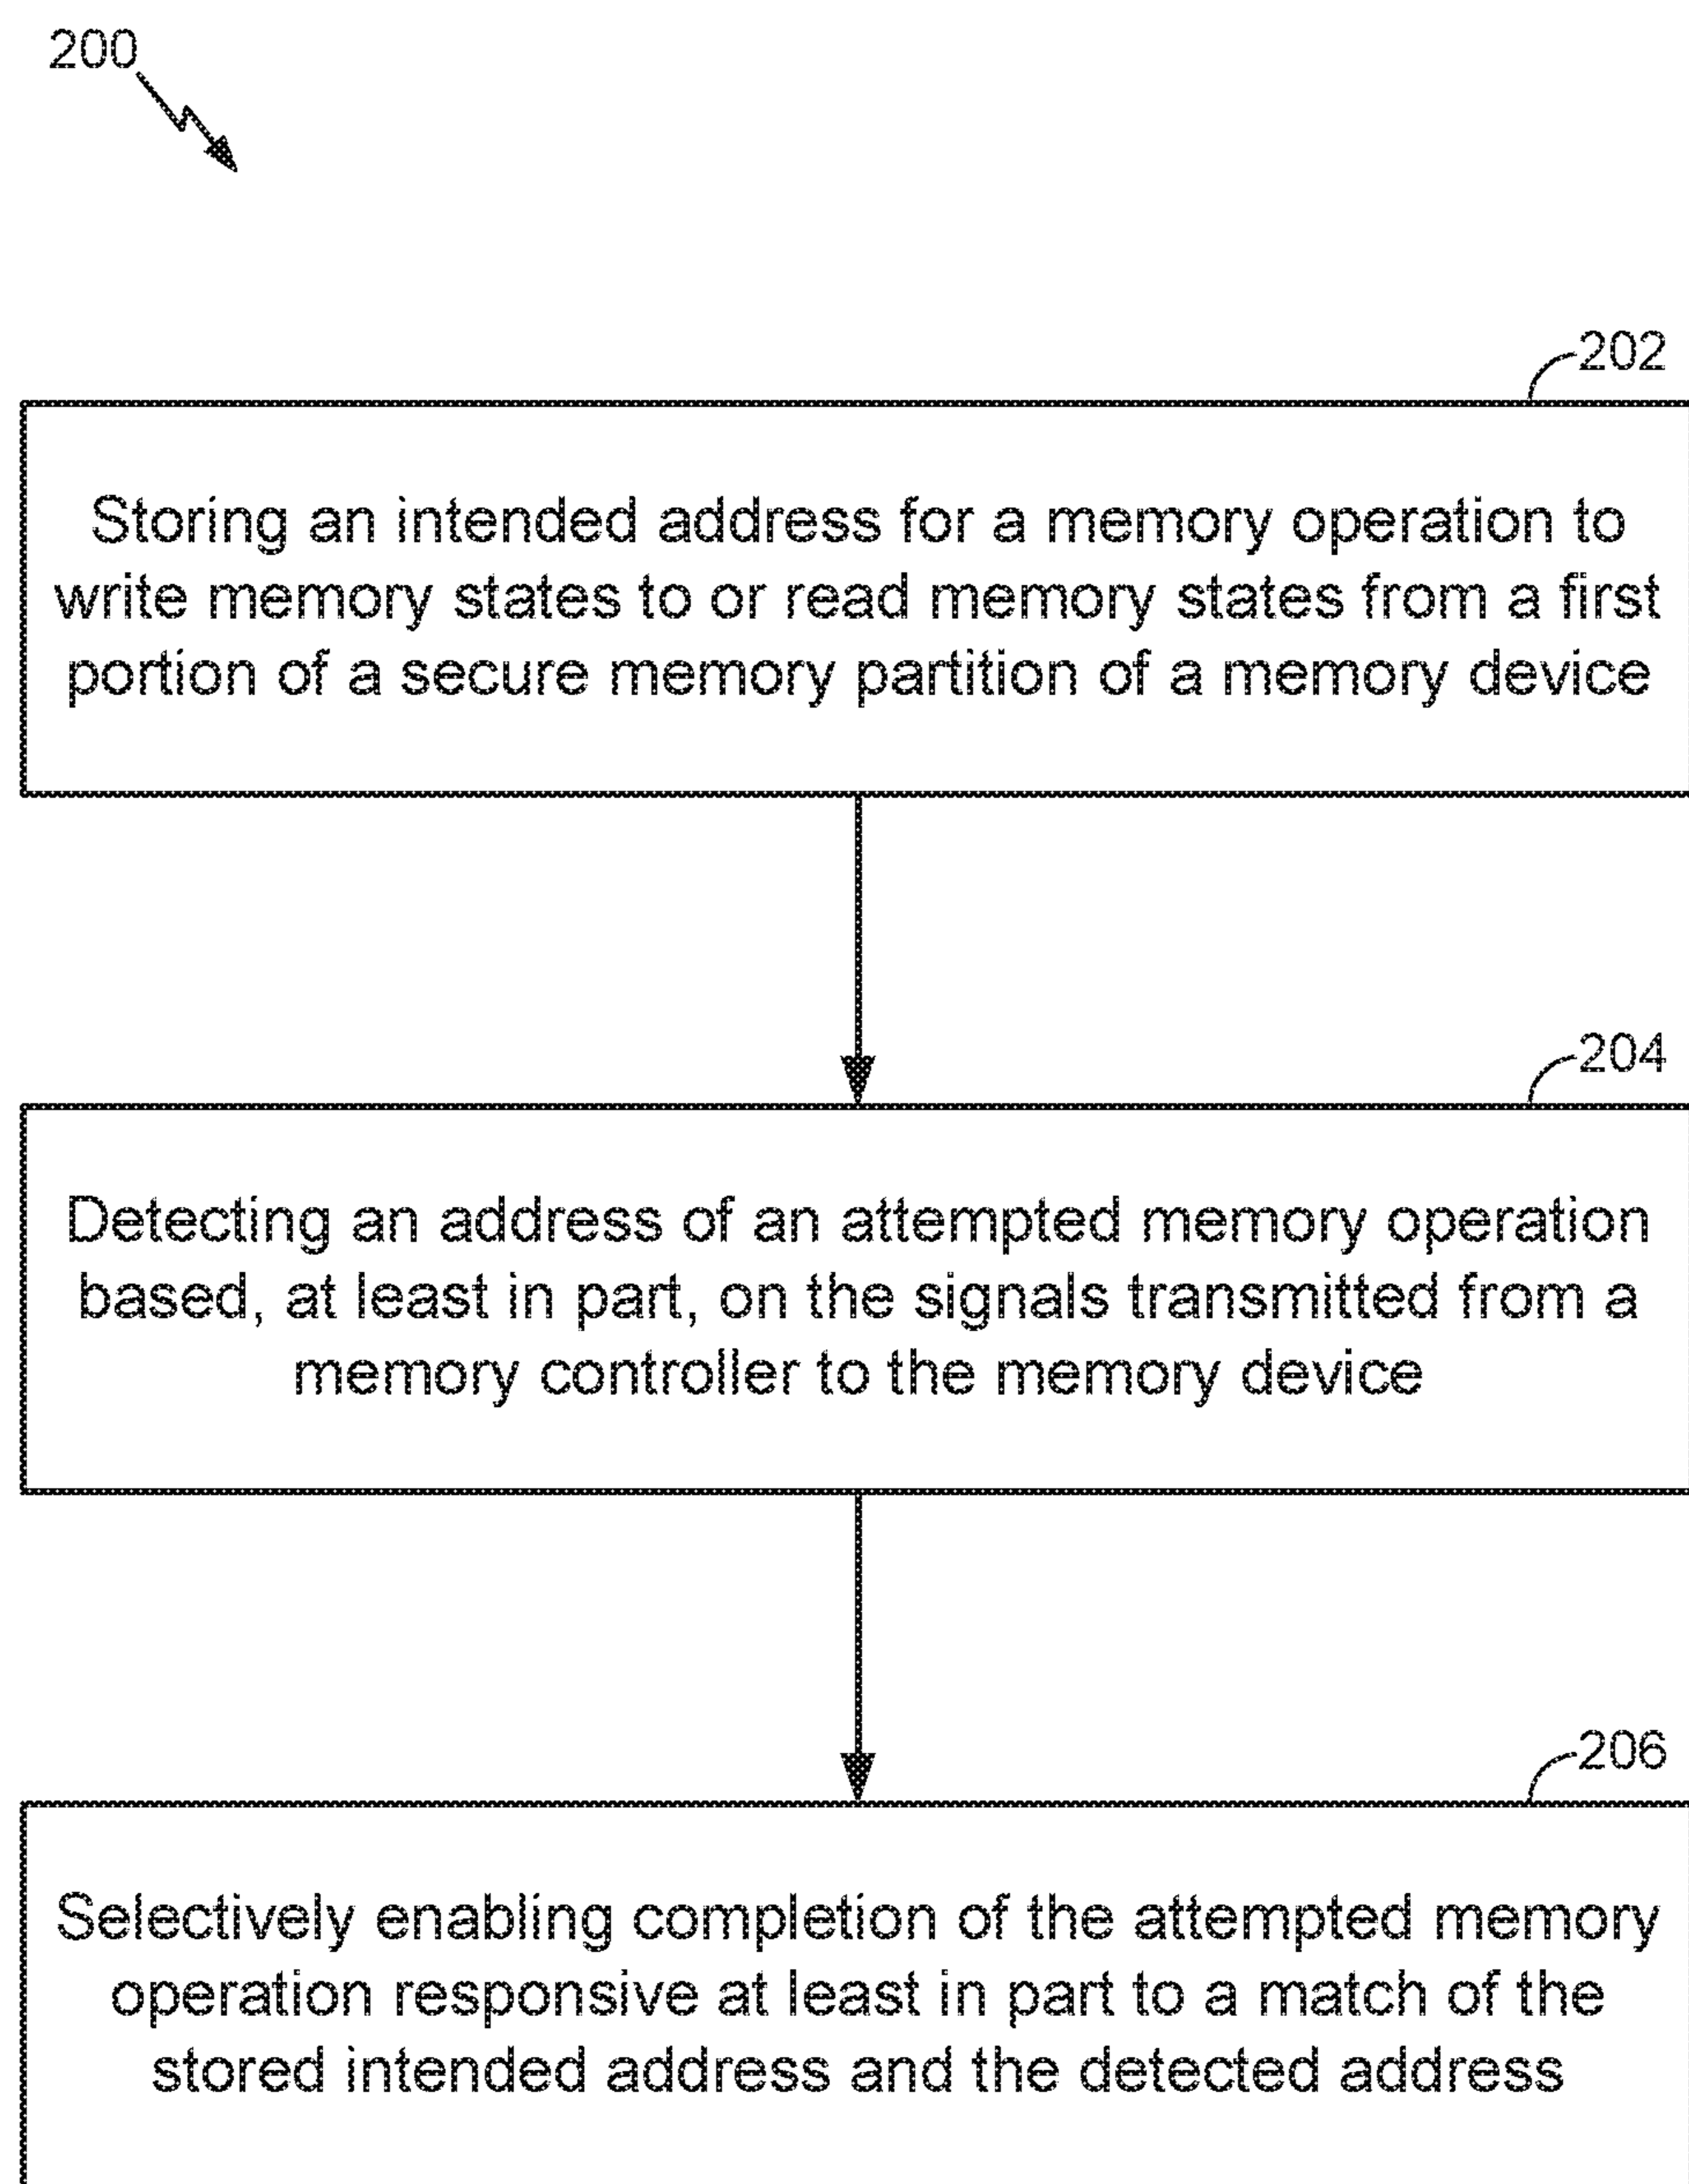 200
202
Storing an intended address for a memory operation to
write memory states to or read memory states from a first
portion of a secure memory partition of a memory device
204
Detecting an address of an attempted memory operation
based, at least in part, on the signals transmitted from a
memory controller to the memory device
206
Selectively enabling completion of the attempted memory
operation responsive at least in part to a match of the
stored intended address and the detected address